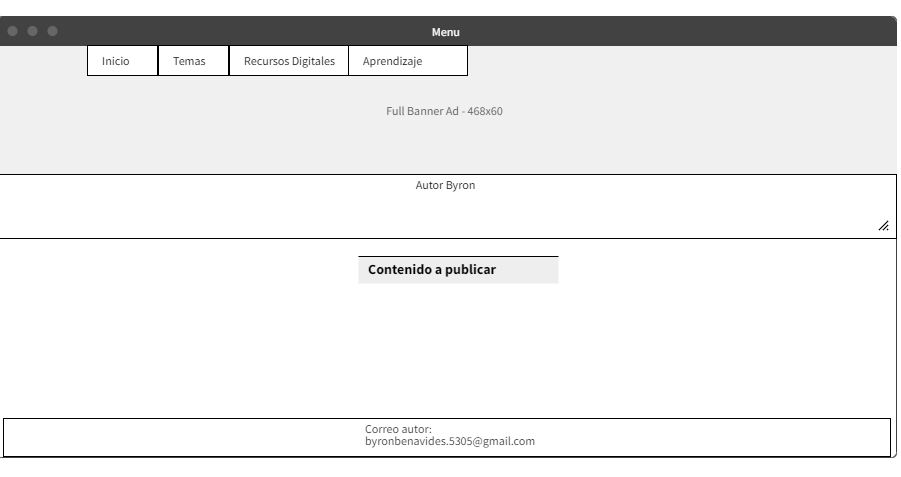 Menu
Inicio Temas Recursos Digitales Aprendizaje
Full Banner Ad - 468x60
Autor Byron
Contenido a publicar
Correo autor:
byronbenavides.5305@gmail.com